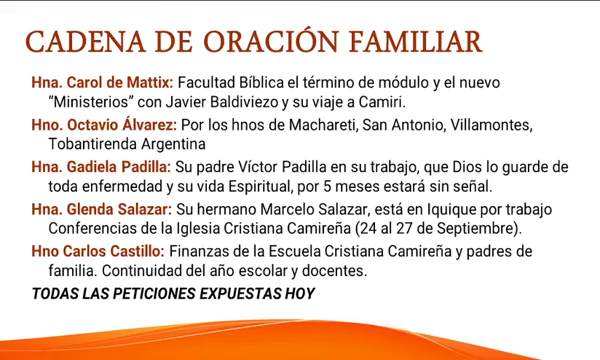 CADENA DE ORACIÓN FAMILIAR
Hna. Carol de Mattix: Facultad Bíblica el término de módulo y el nuevo
“Ministerios” con Javier Baldiviezo y su viaje a Camiri.
Hno. Octavio Álvarez: Por los hnos de Machareti, San Antonio, Villamontes,
Tobantirenda Argentina
Hna. Gadiela Padilla: Su padre Víctor Padilla en su trabajo, que Dios lo guarde de
toda enfermedad y su vida Espiritual, por 5 meses estará sin señal.
Hna. Glenda Salazar: Su hermano Marcelo Salazar, está en Iquique por trabajo
Conferencias de la Iglesia Cristiana Camireña (24 al 27 de Septiembre).
Hno Carlos Castillo: Finanzas de la Escuela Cristiana Camireña y padres de
familia. Continuidad del año escolar y docentes.
TODAS LAS PETICIONES EXPUESTAS HOY